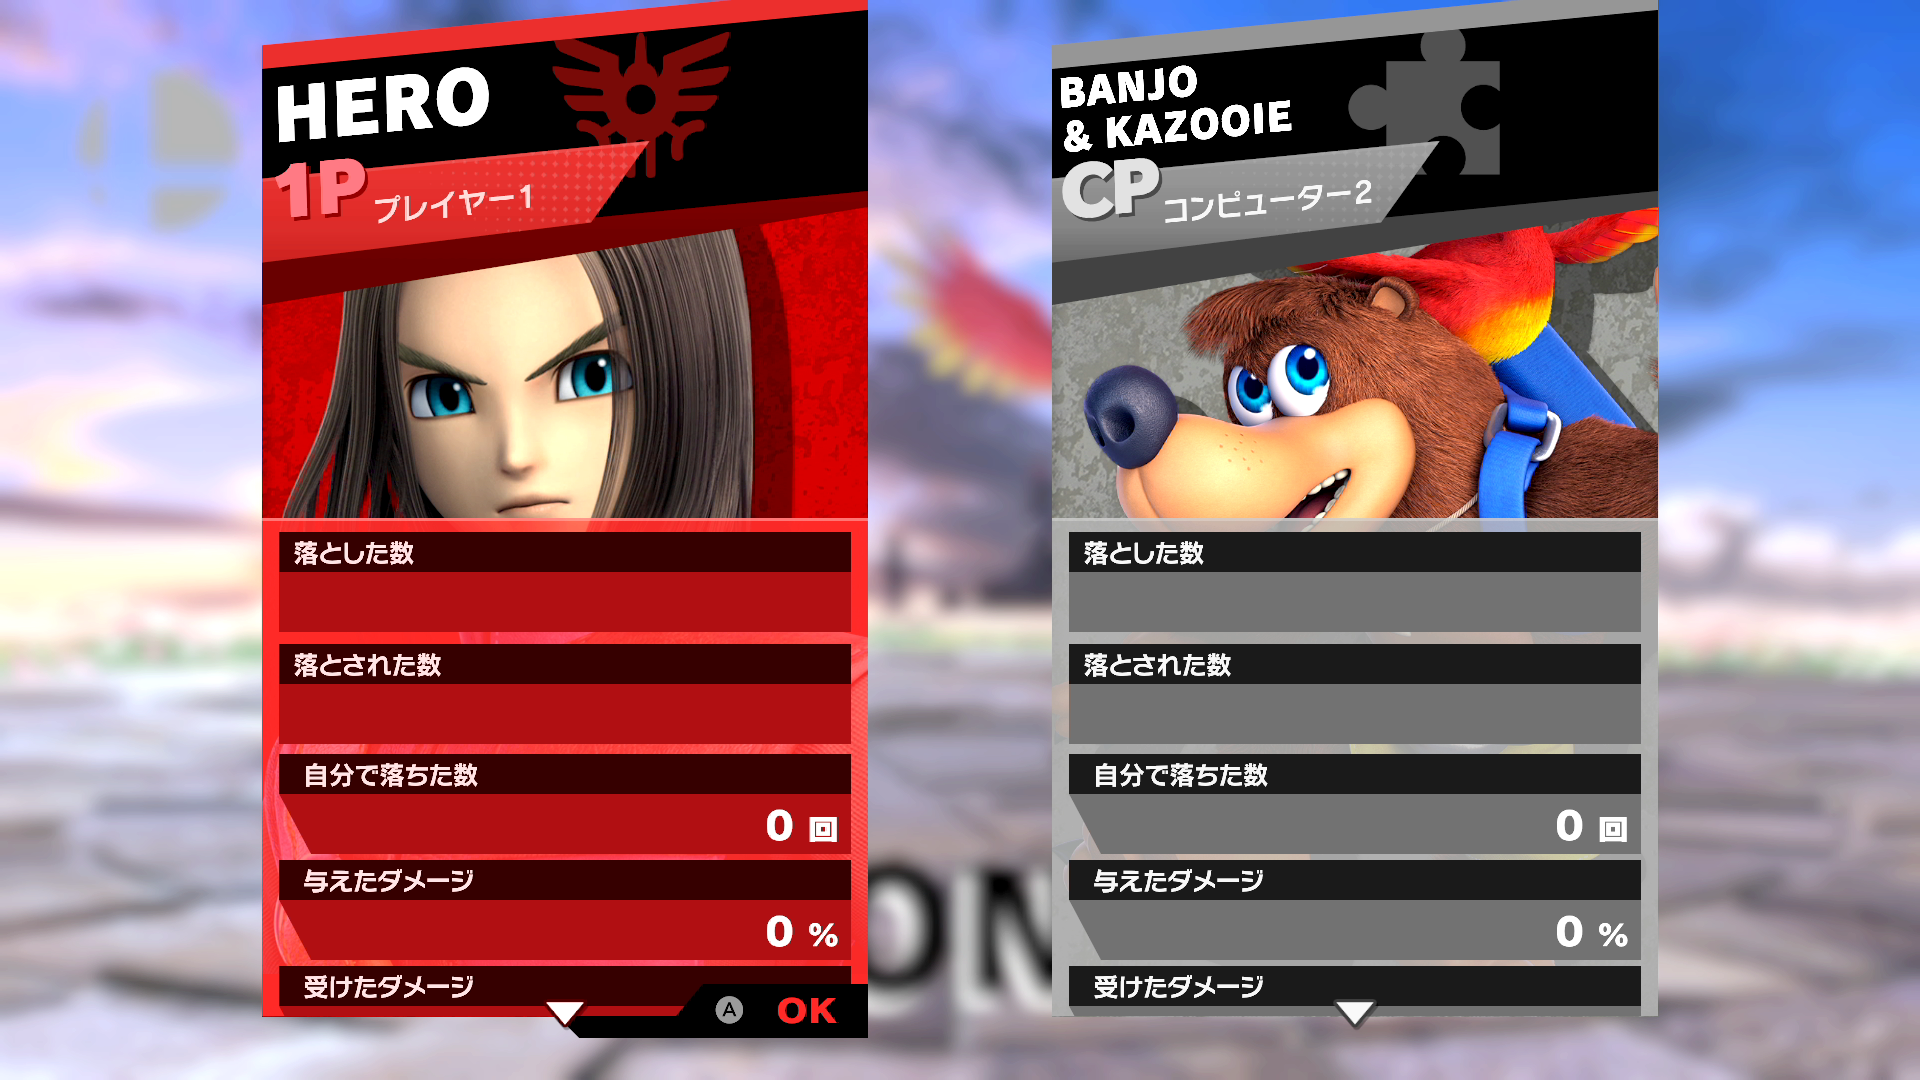 HERO
1P プレイヤー1
落とした数
落とされた数
自分で落ちた数
0 回
与えたダメージ
0 %
受けたダメージ
A OK
BANJO
& KAZOOIE
CP コンピューター2
落とした数
落とされた数
自分で落ちた数
0 回
与えたダメージ
0 %
受けたダメージ